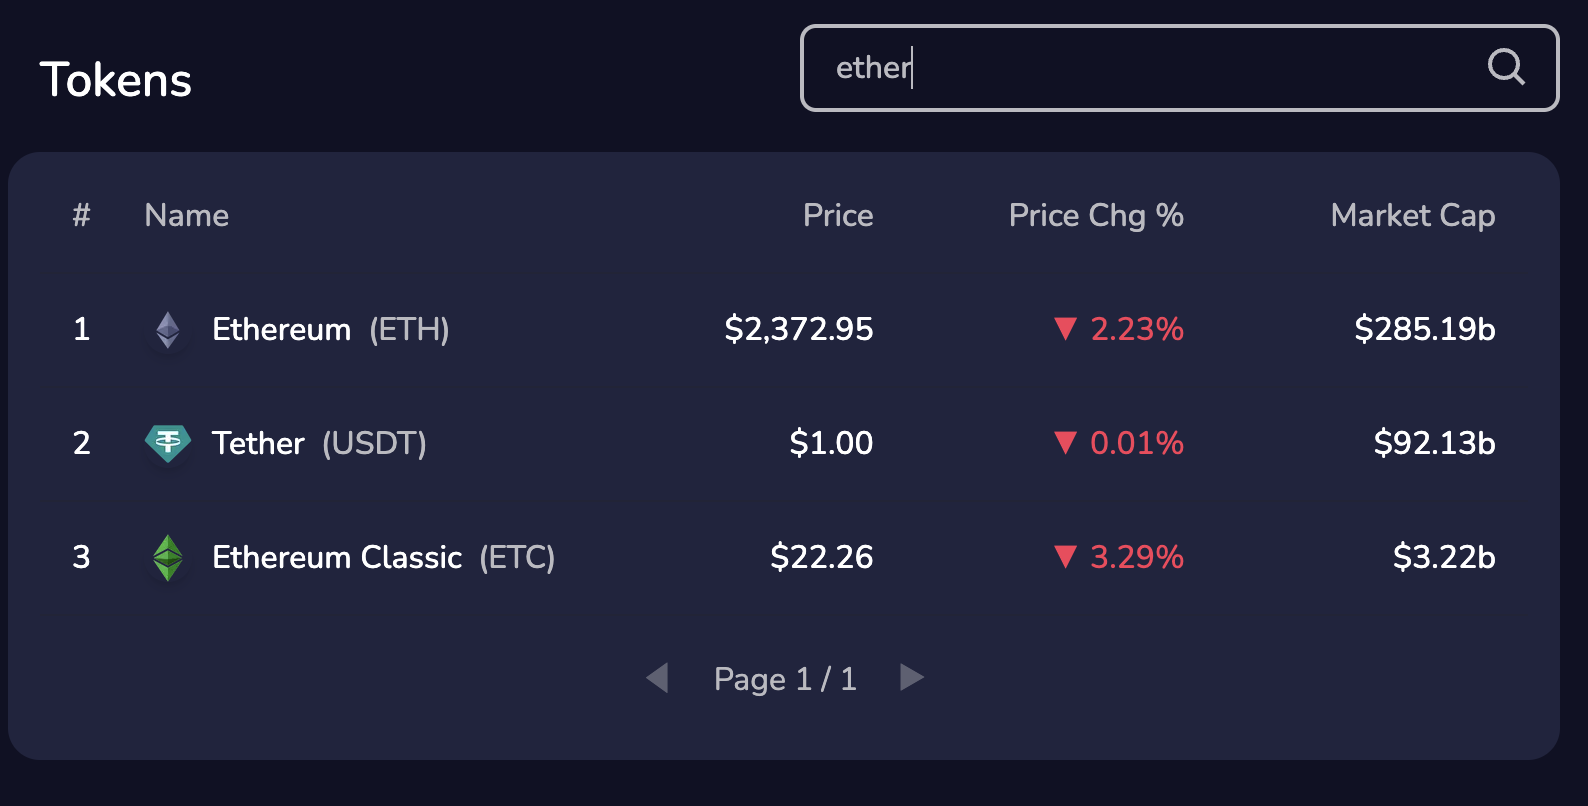 Tokens
ether
# Name Price Price Chg % Market Cap
1 Ethereum (ETH) $2,372.95 ▼ 2.23% $285.19b
2 Tether (USDT) $1.00 ▼ 0.01% $92.13b
3 Ethereum Classic (ETC) $22.26 ▼ 3.29% $3.22b
Page 1 / 1